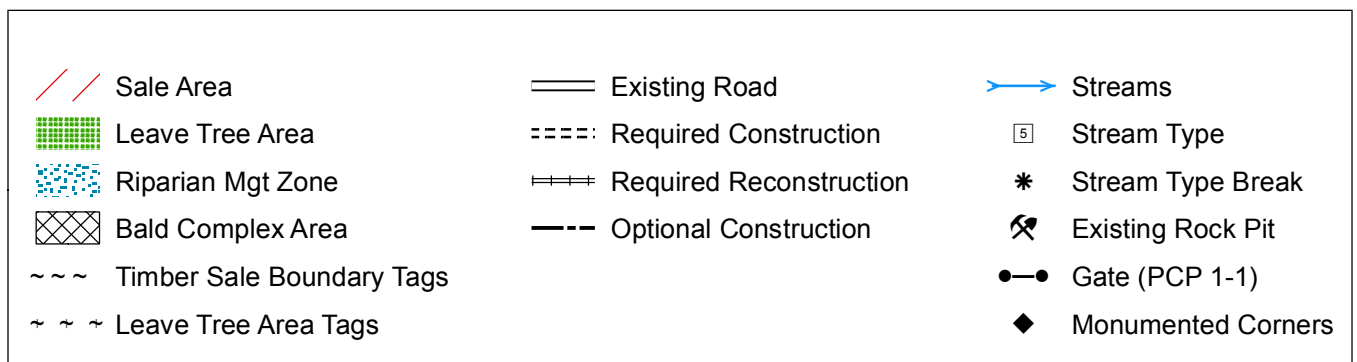 Sale Area
Leave Tree Area
Riparian Mgt Zone
Bald Complex Area
Timber Sale Boundary Tags
Leave Tree Area Tags
Existing Road
Required Construction
Required Reconstruction
Optional Construction
Streams
5 Stream Type
Stream Type Break
Existing Rock Pit
Gate (PCP 1-1)
Monumented Corners